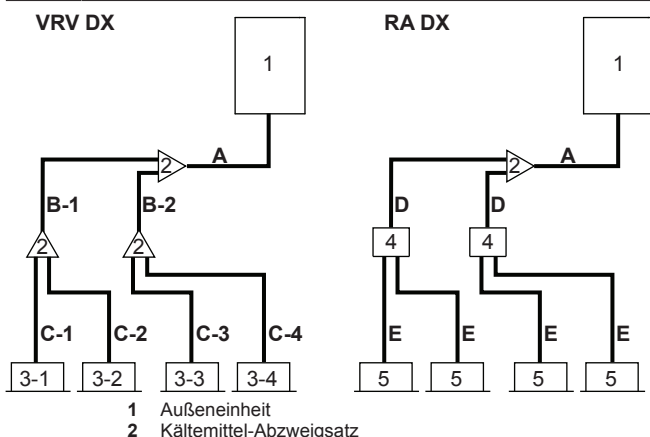 VRV DX RA DX
1 1
2 A 2 A
B-1 B-2 D D
2 2 4 4
C-1 C-2 C-3 C-4 E E E E
3-1 3-2 3-3 3-4 5 5 5 5
1 Außeneinheit
2 Kältemittel-Abzweigsatz